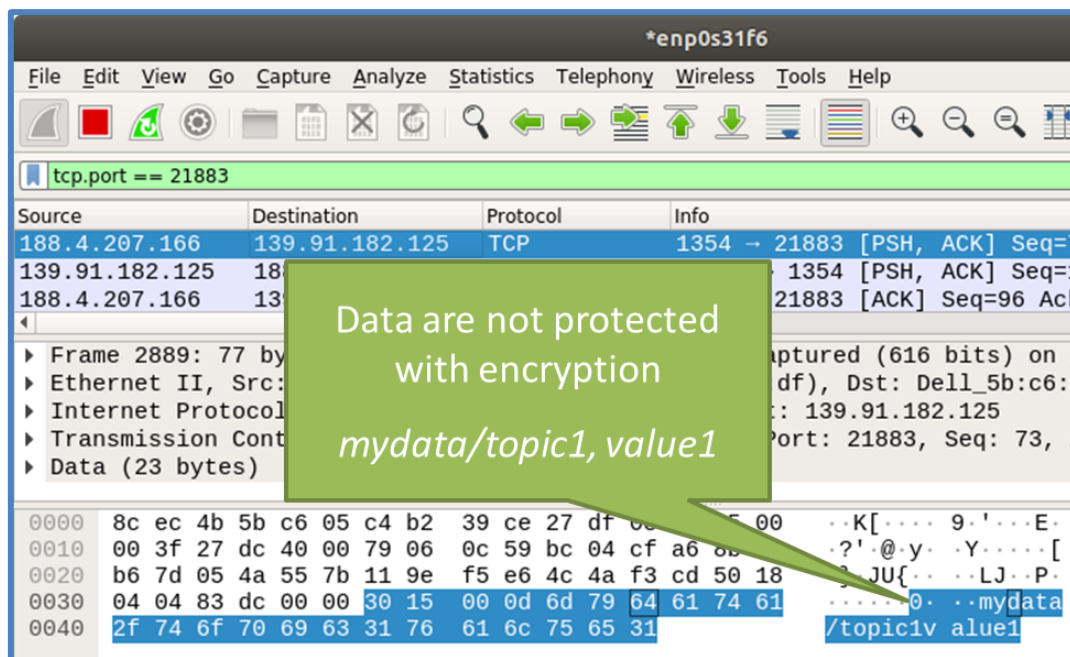 *enp0s31f6
File Edit View Go Capture Analyze Statistics Telephony Wireless Tools Help
tcp.port == 21883
Source Destination Protocol Info
188.4.207.166 139.91.182.125 TCP 1354 → 21883 [PSH, ACK] Seq=
139.91.182.125 18 1354 [PSH, ACK] Seq=
188.4.207.166 13 21883 [ACK] Seq=96 Ack
Data are not protected
with encryption
mydata/topic1, value1
Frame 2889: 77 by aptured (616 bits) on
Ethernet II, Src: df), Dst: Dell_5b:c6:
Internet Protocol : 139.91.182.125
Transmission Cont Port: 21883, Seq: 73,
Data (23 bytes)
0000 8c ec 4b 5b c6 05 c4 b2 39 ce 27 df 00 ··K[···· 9·'···E·
0010 00 3f 27 dc 40 00 79 06 0c 59 bc 04 cf a6 8b ·?'·@·y· ·Y·····[
0020 b6 7d 05 4a 55 7b 11 9e f5 e6 4c 4a f3 cd 50 18 ·}·JU{·· ··LJ··P·
0030 04 04 83 dc 00 00 30 15 00 0d 6d 79 64 61 74 61 ······0· ··mydata
0040 2f 74 6f 70 69 63 31 76 61 6c 75 65 31 /topic1v alue1